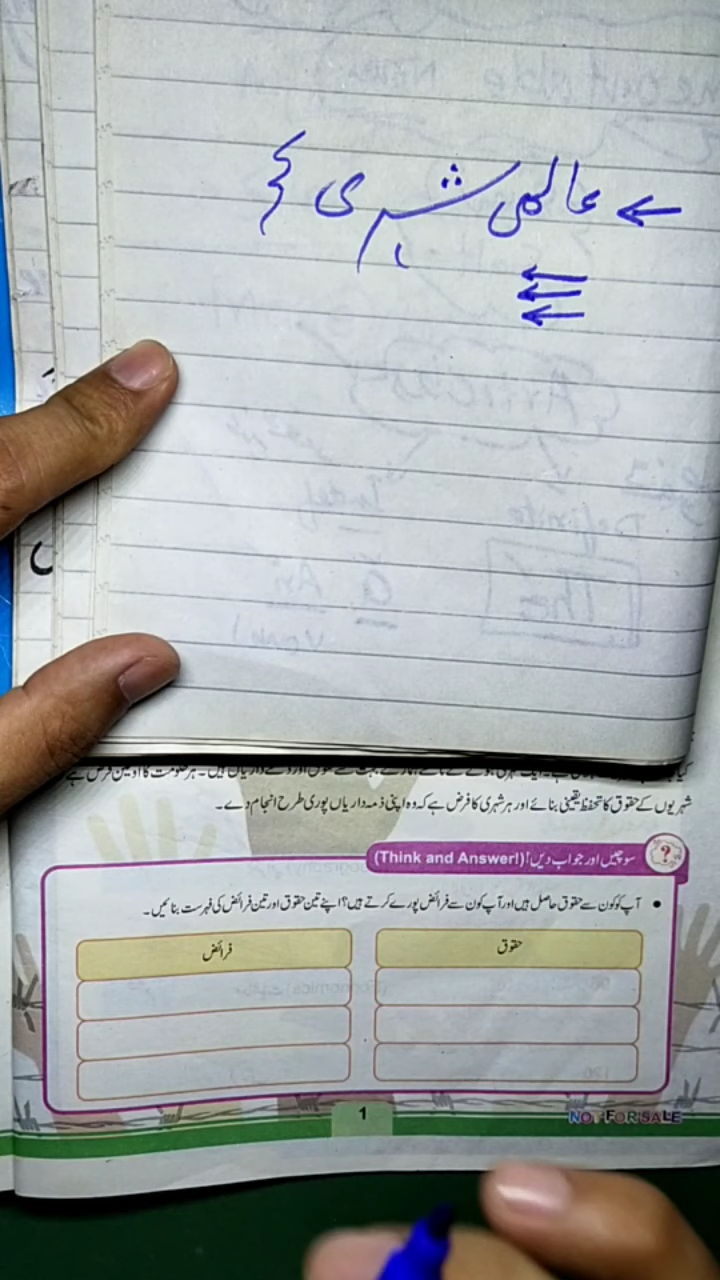 ← عالمی شہری
←
←
←
شہریوں کے حقوق کا تحفظ یقینی بنائے اور ہر شہری کا فرض ہے کہ وہ اپنی ذمہ داریاں پوری طرح انجام دے۔
سوچیں اور جواب دیں! (Think and Answer!)
• آپ کو کون سے حقوق حاصل ہیں اور آپ کون سے فرائض پورے کرتے ہیں؟ اپنے تین حقوق اور تین فرائض کی فہرست بنائیں۔
حقوق
فرائض
1
NOT FOR SALE